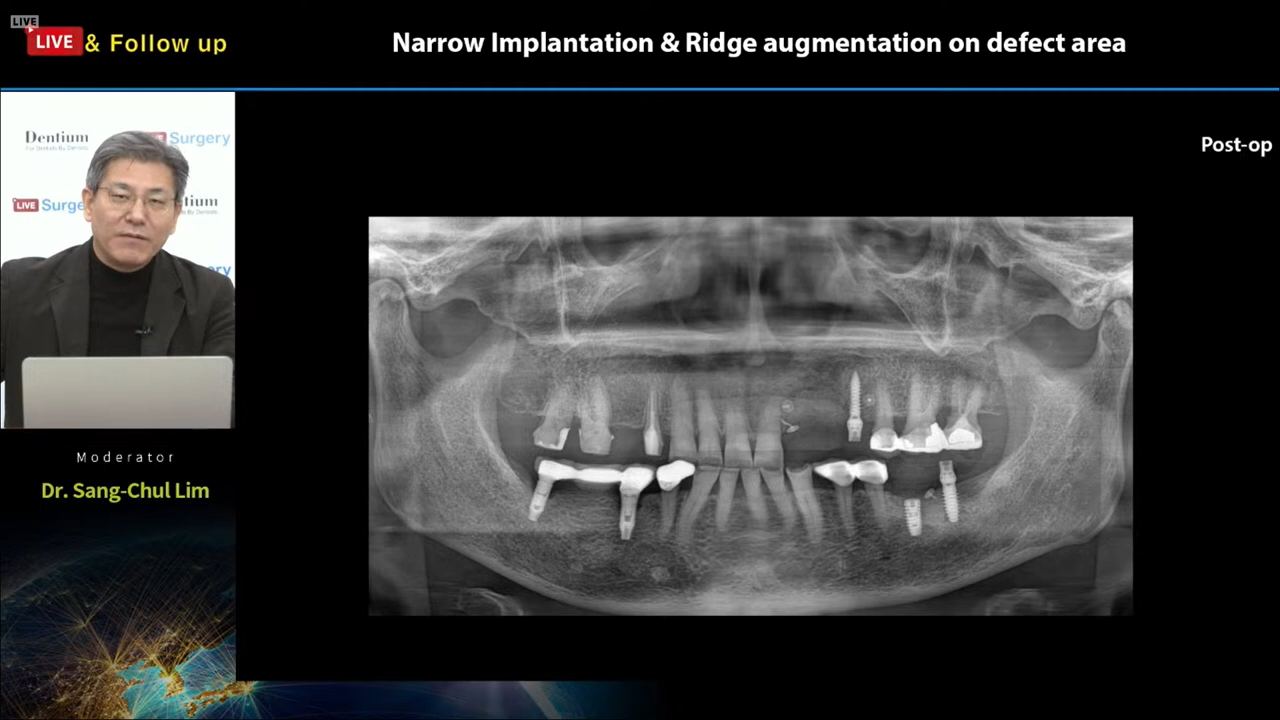 LIVE
LIVE & Follow up
Narrow Implantation & Ridge augmentation on defect area
Post-op
Dentium
Surgery
LIVE Surge
tium
Moderator
Dr. Sang-Chul Lim